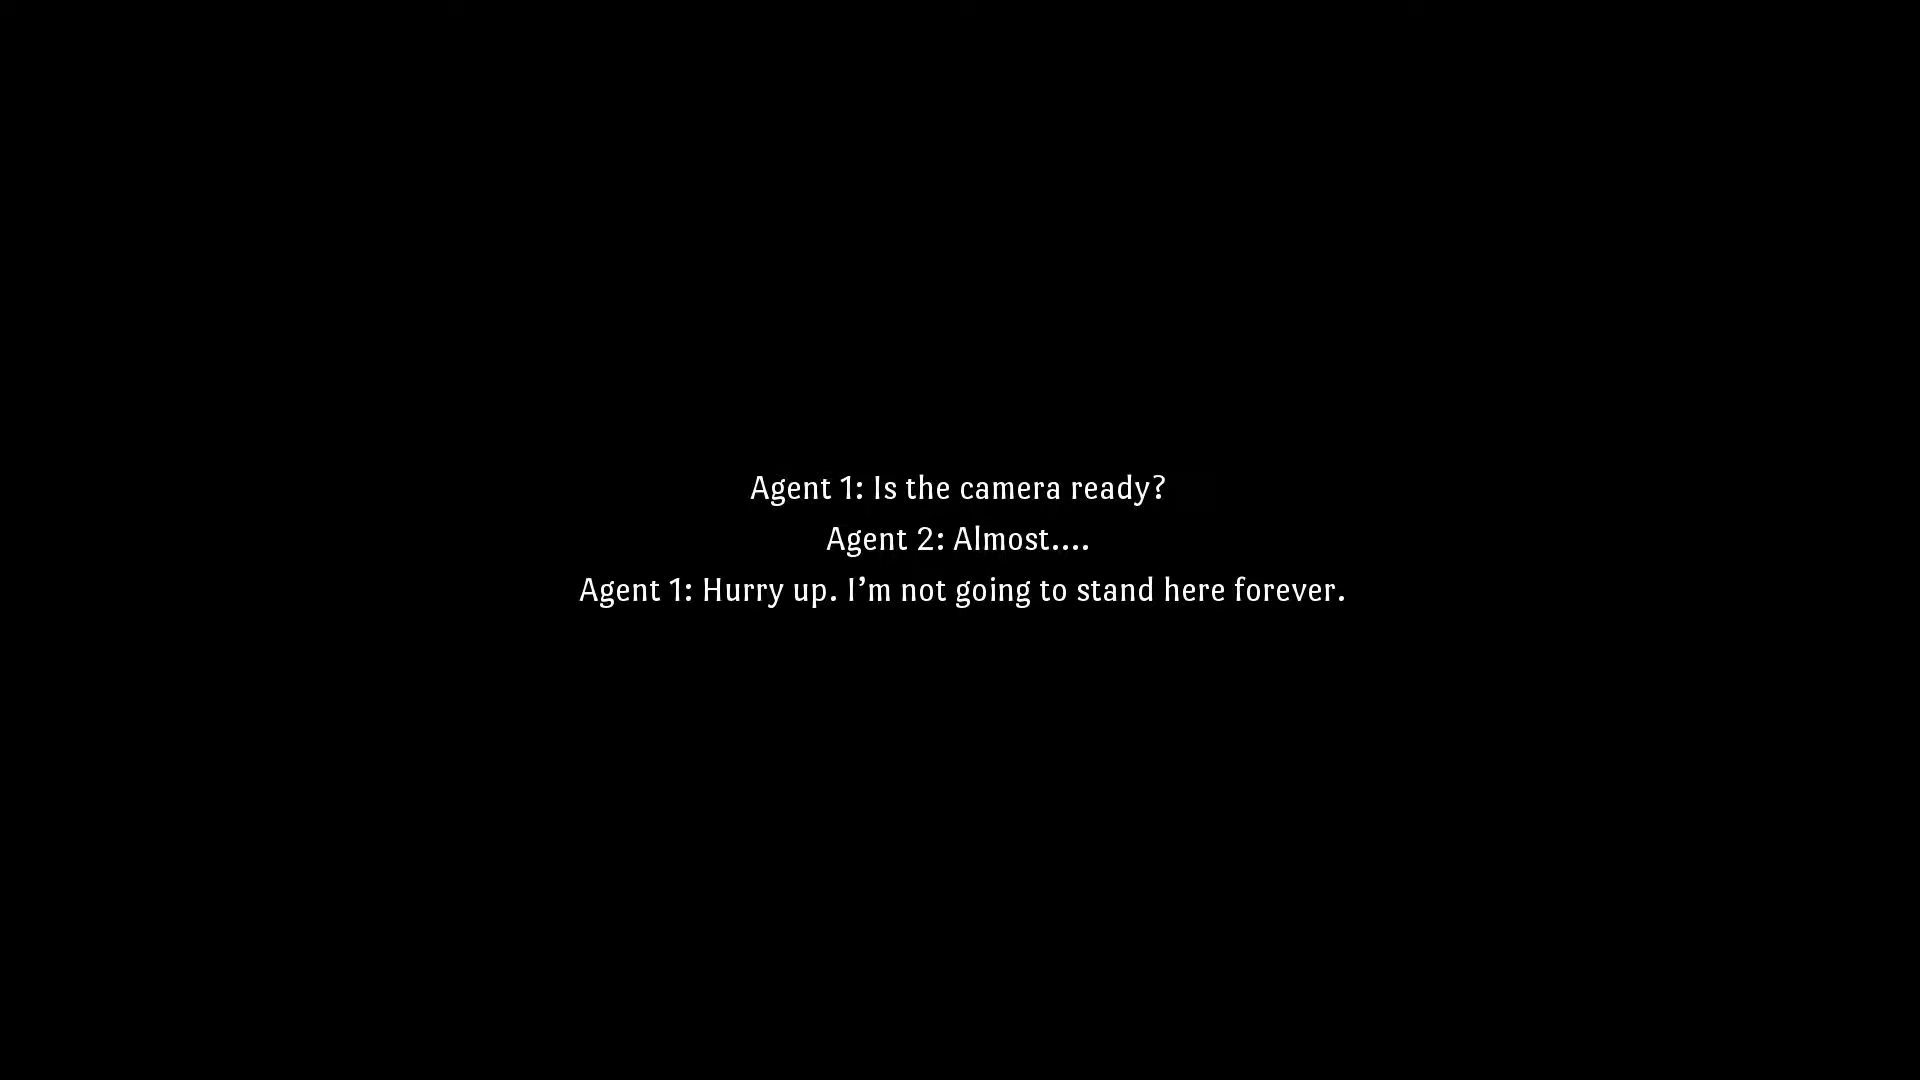 Agent 1: Is the camera ready?
Agent 2: Almost....
Agent 1: Hurry up. I’m not going to stand here forever.